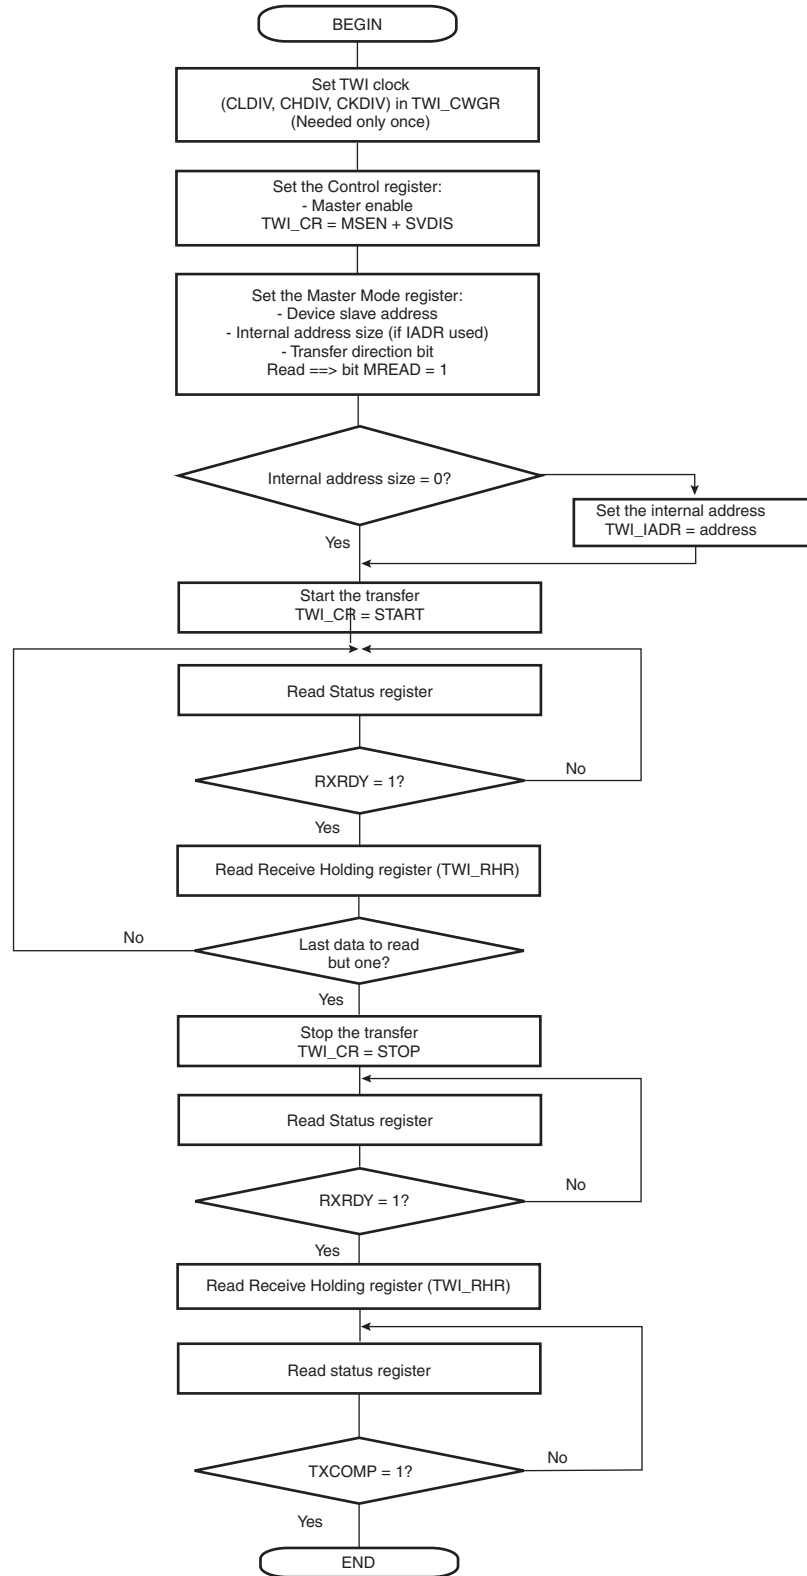 BEGIN
Set TWI clock
(CLDIV, CHDIV, CKDIV) in TWI_CWGR
(Needed only once)
Set the Control register:
- Master enable
TWI_CR = MSEN + SVDIS
Set the Master Mode register:
- Device slave address
- Internal address size (if IADR used)
- Transfer direction bit
Read ==> bit MREAD = 1
Internal address size = 0?
Set the internal address
TWI_IADR = address
Yes
Start the transfer
TWI_CR = START
Read Status register
RXRDY = 1?
No
Yes
Read Receive Holding register (TWI_RHR)
No
Last data to read
but one?
Yes
Stop the transfer
TWI_CR = STOP
Read Status register
RXRDY = 1?
No
Yes
Read Receive Holding register (TWI_RHR)
Read status register
TXCOMP = 1?
No
Yes
END